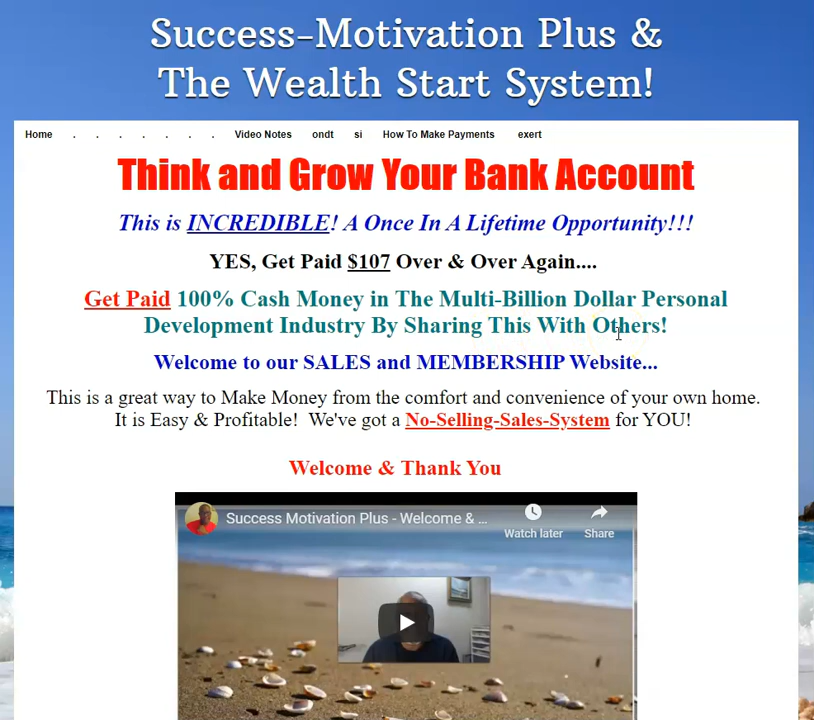 Success-Motivation Plus &
The Wealth Start System!
Home . . . . . . . Video Notes ondt si How To Make Payments exert
Think and Grow Your Bank Account
This is INCREDIBLE! A Once In A Lifetime Opportunity!!!
YES, Get Paid $107 Over & Over Again....
Get Paid 100% Cash Money in The Multi-Billion Dollar Personal
Development Industry By Sharing This With Others!
Welcome to our SALES and MEMBERSHIP Website...
This is a great way to Make Money from the comfort and convenience of your own home.
It is Easy & Profitable! We've got a No-Selling-Sales-System for YOU!
Welcome & Thank You
Success Motivation Plus - Welcome & ...
Watch later
Share